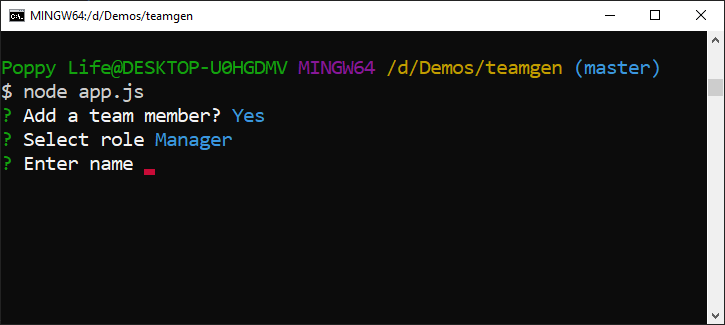 MINGW64:/d/Demos/teamgen
Poppy Life@DESKTOP-U0HGDMV MINGW64 /d/Demos/teamgen (master)
$ node app.js
? Add a team member? Yes
? Select role Manager
? Enter name